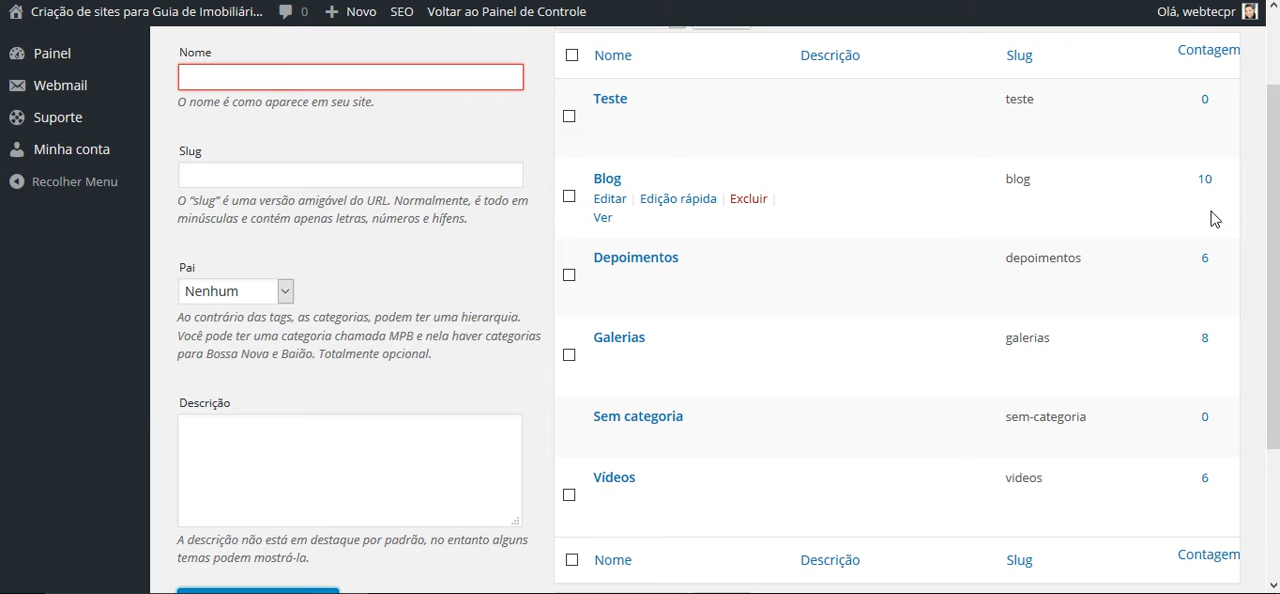 Criação de sites para Guia de Imobiliári... 0 Novo SEO Voltar ao Painel de Controle Olá, webtecpr
Painel
Webmail
Suporte
Minha conta
Recolher Menu
Nome
O nome é como aparece em seu site.
Slug
O “slug” é uma versão amigável do URL. Normalmente, é todo em
minúsculas e contém apenas letras, números e hífens.
Pai
Nenhum
Ao contrário das tags, as categorias, podem ter uma hierarquia.
Você pode ter uma categoria chamada MPB e nela haver categorias
para Bossa Nova e Baião. Totalmente opcional.
Descrição
A descrição não está em destaque por padrão, no entanto alguns
temas podem mostrá-la.
Nome Descrição Slug Contagem
Teste teste 0
Blog blog 10
Editar | Edição rápida | Excluir |
Ver
Depoimentos depoimentos 6
Galerias galerias 8
Sem categoria sem-categoria 0
Vídeos videos 6
Nome Descrição Slug Contagem